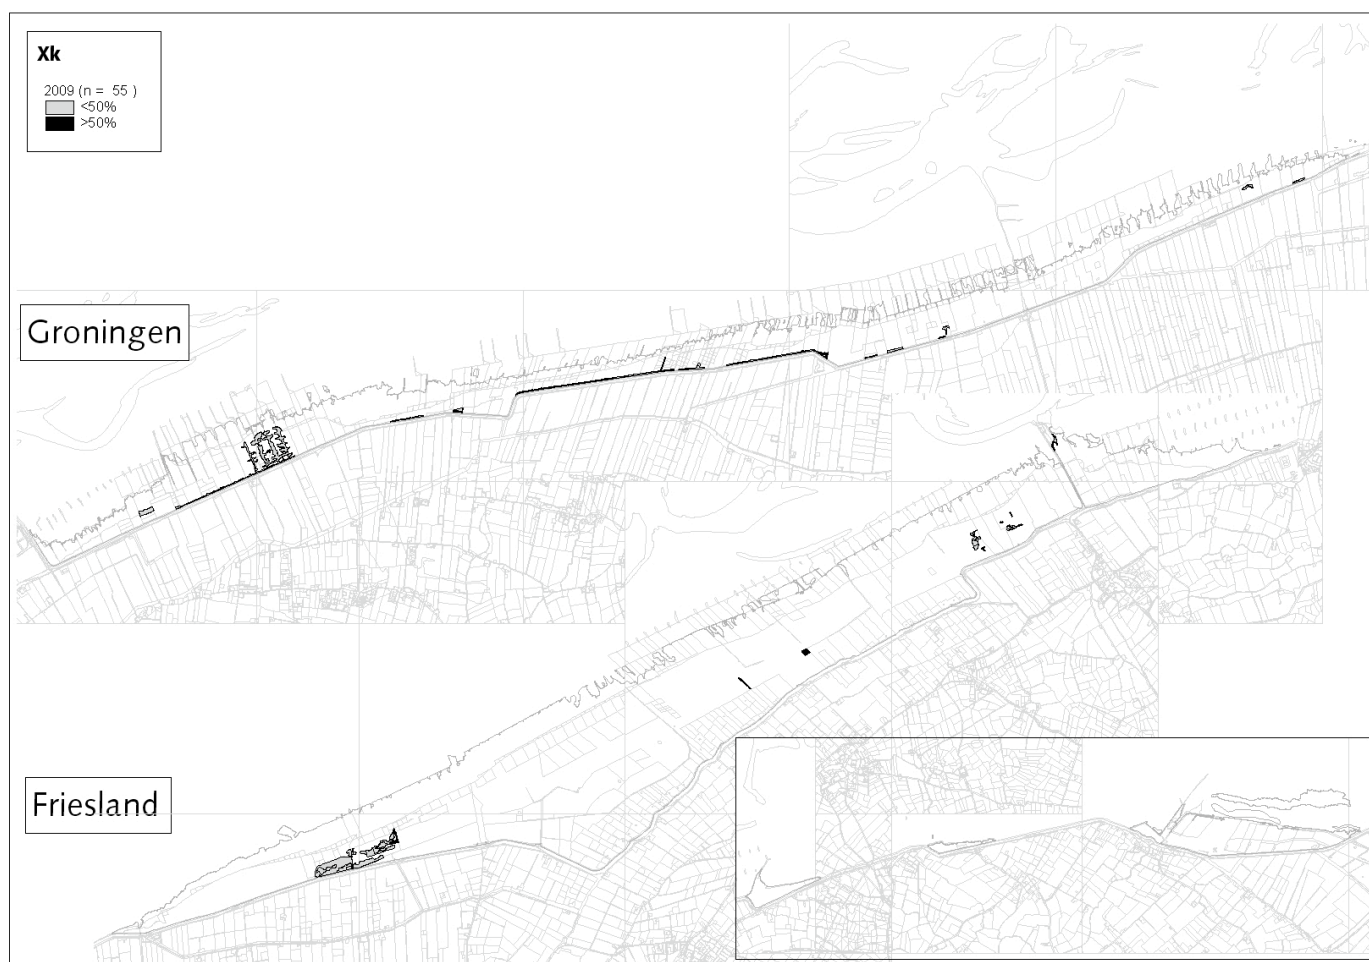 Xk
2009 (n = 55 )
<50%
>50%
Groningen
Friesland